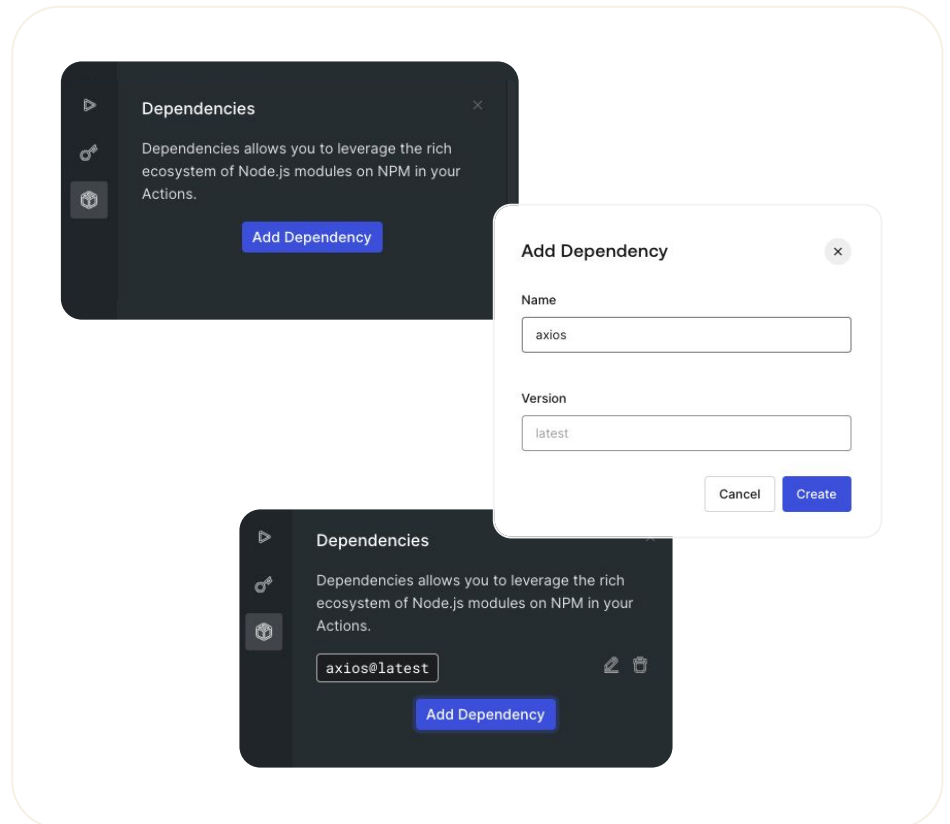 Dependencies
Dependencies allows you to leverage the rich
ecosystem of Node.js modules on NPM in your
Actions.
Add Dependency
Add Dependency
Name
axios
Version
latest
Cancel Create
Dependencies
Dependencies allows you to leverage the rich
ecosystem of Node.js modules on NPM in your
Actions.
axios@latest
Add Dependency